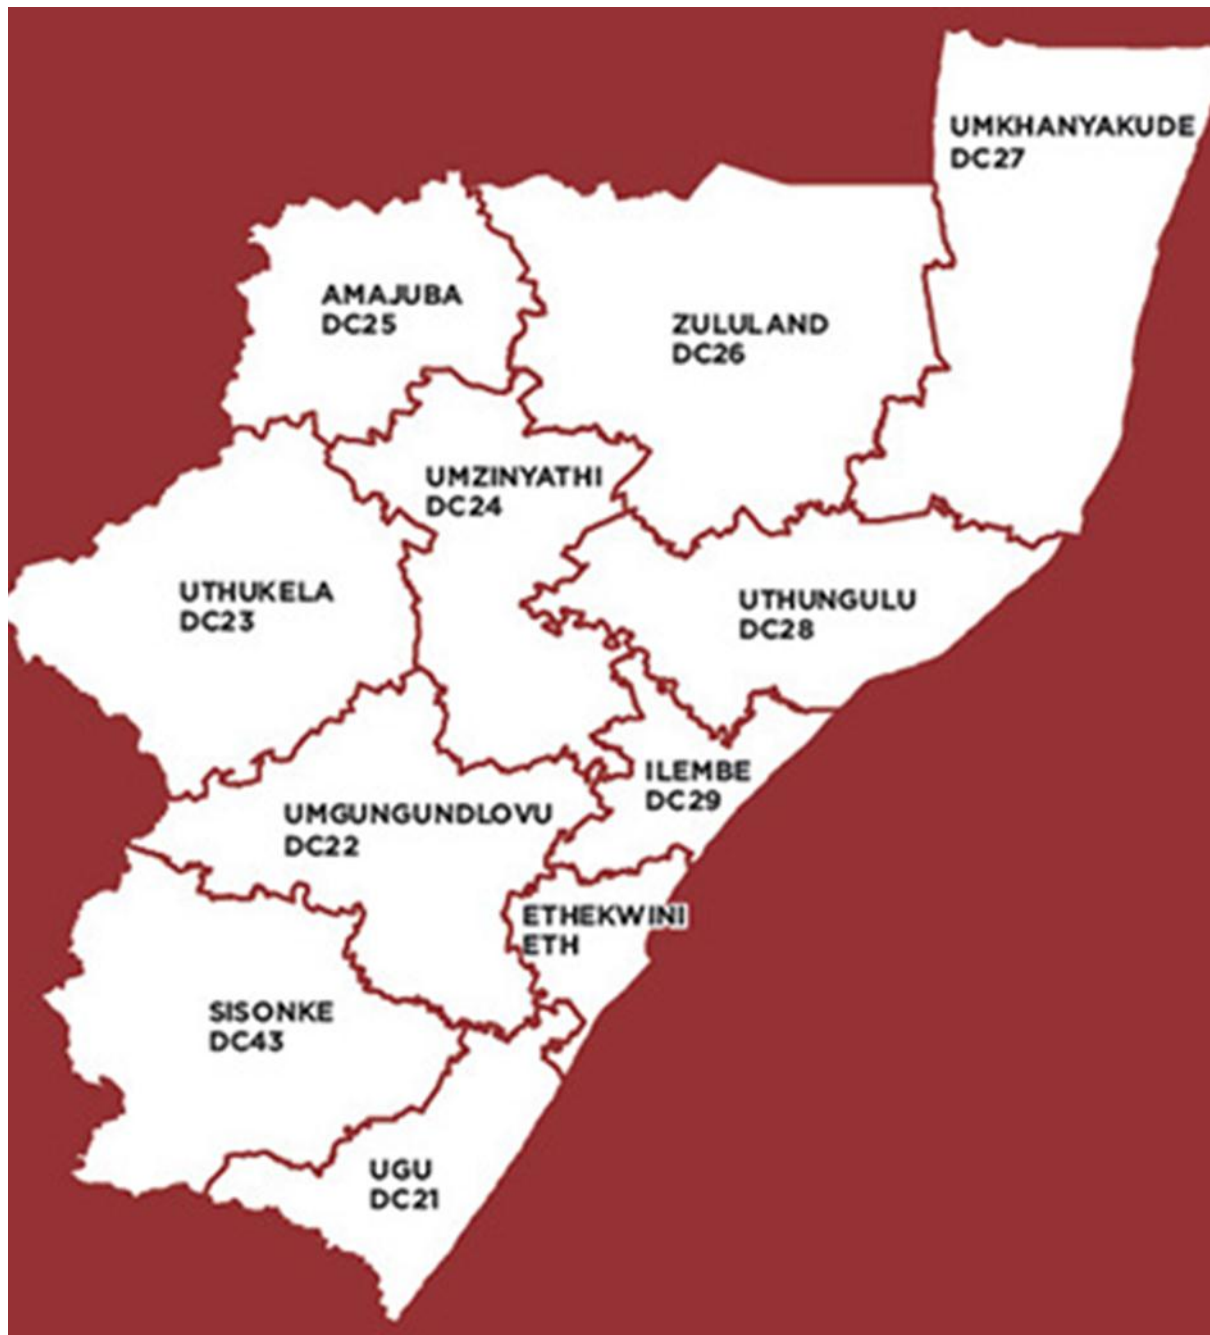 UMKHANYAKUDE
DC27
AMAJUBA
DC25
ZULULAND
DC26
UMZINYATHI
DC24
UTHUKELA
DC23
UTHUNGULU
DC28
ILEMBE
DC29
UMGUNGUNDLOVU
DC22
ETHEKWINI
ETH
SISONKE
DC43
UGU
DC21